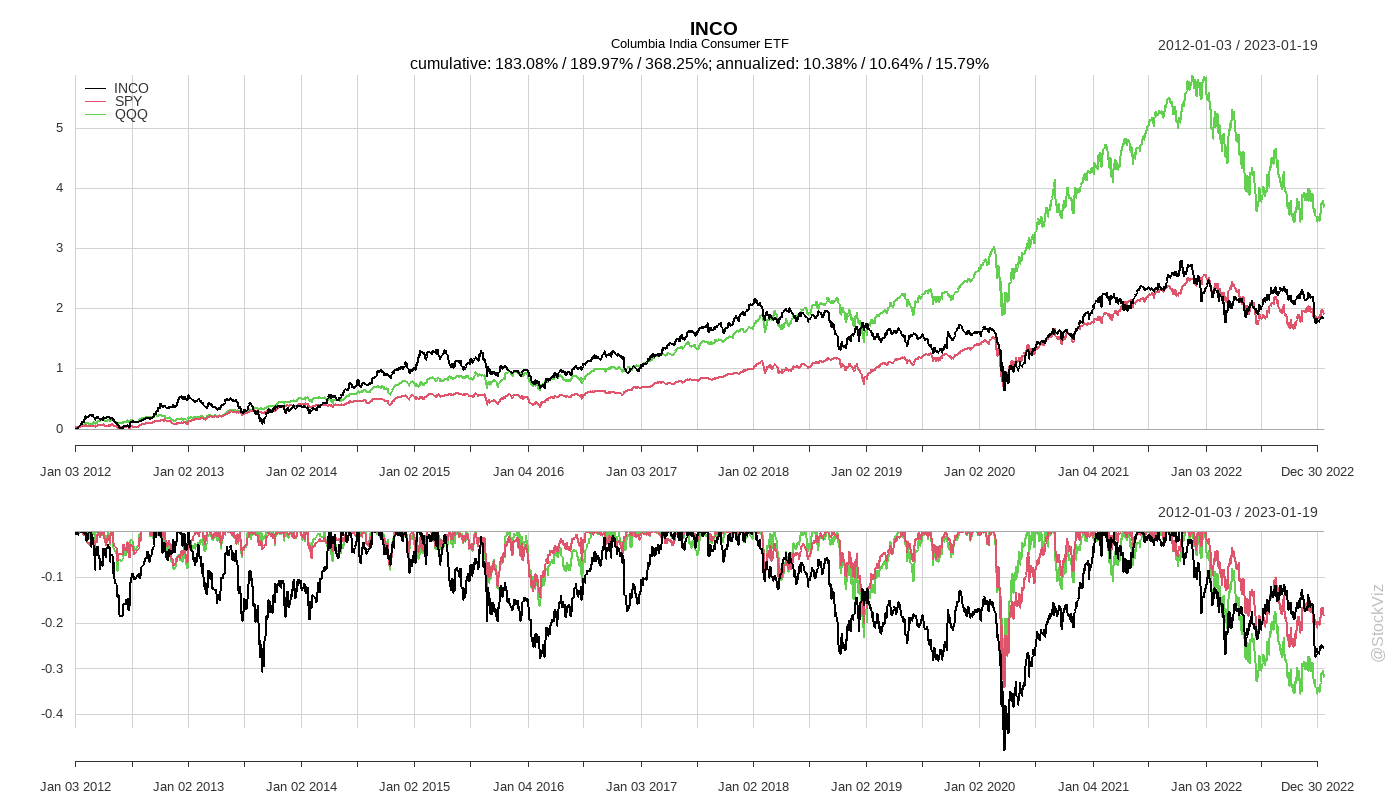 INCO
Columbia India Consumer ETF
2012-01-03 / 2023-01-19
cumulative: 183.08% / 189.97% / 368.25%; annualized: 10.38% / 10.64% / 15.79%
INCO
SPY
QQQ
5
4
3
2
1
0
Jan 03 2012 Jan 02 2013 Jan 02 2014 Jan 02 2015 Jan 04 2016 Jan 03 2017 Jan 02 2018 Jan 02 2019 Jan 02 2020 Jan 04 2021 Jan 03 2022 Dec 30 2022
2012-01-03 / 2023-01-19
-0.1
-0.2
-0.3
-0.4
Jan 03 2012 Jan 02 2013 Jan 02 2014 Jan 02 2015 Jan 04 2016 Jan 03 2017 Jan 02 2018 Jan 02 2019 Jan 02 2020 Jan 04 2021 Jan 03 2022 Dec 30 2022
@StockViz